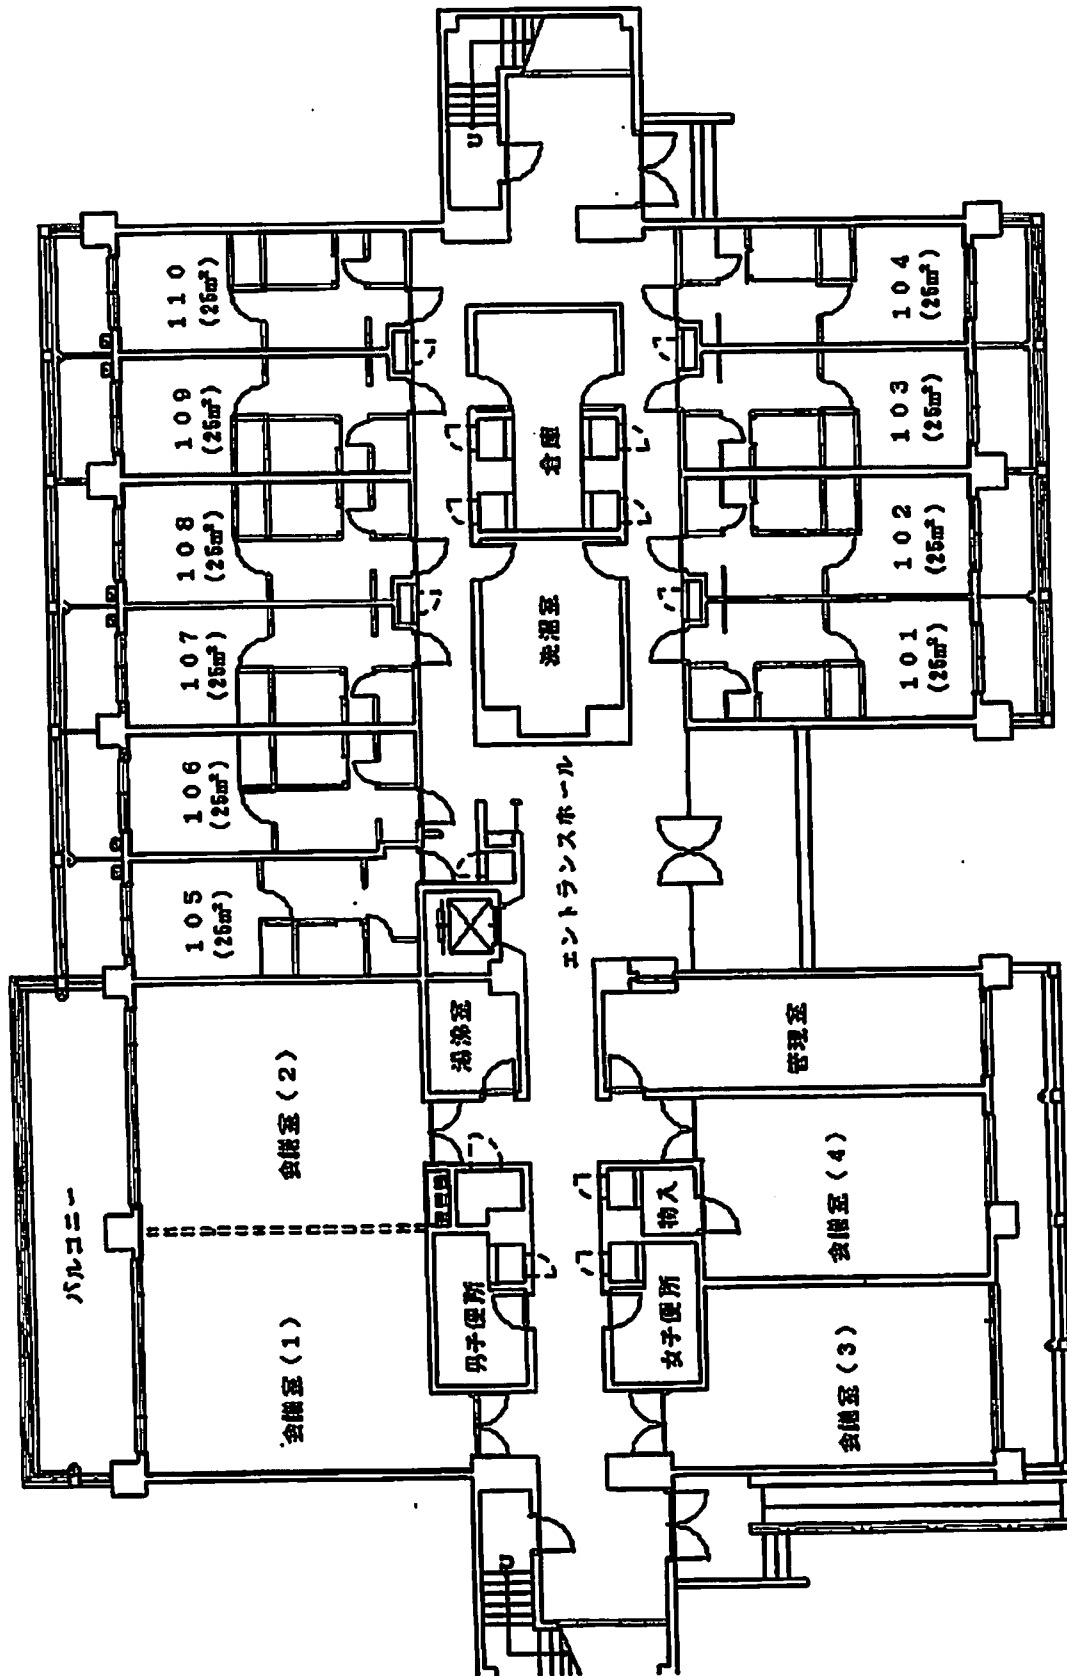 バルコニー
会議室(1)
会議室(2)
105
(25m²)
106
(25m²)
107
(25m²)
108
(25m²)
109
(25m²)
110
(25m²)
男子便所
湯沸室
U
U
エントランスホール
洗濯室
倉庫
女子便所
物入
管理室
会議室(3)
会議室(4)
101
(25m²)
102
(25m²)
103
(25m²)
104
(25m²)